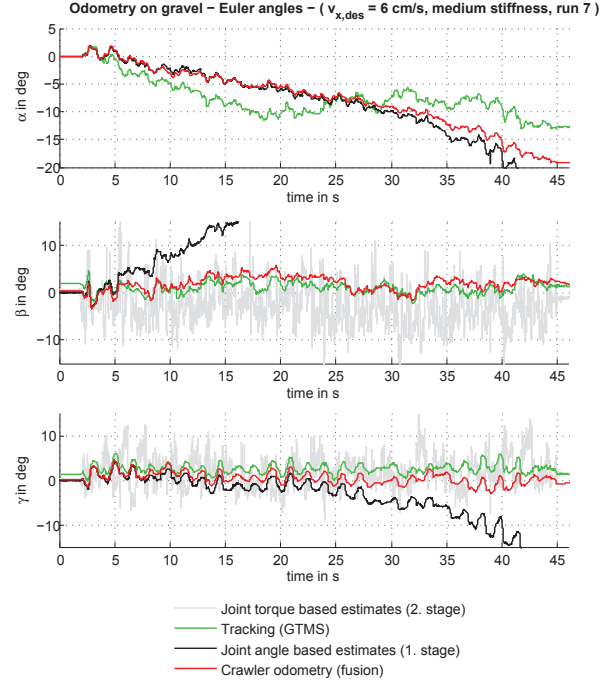 Odometry on gravel − Euler angles − ( v_x,des = 6 cm/s, medium stiffness, run 7 )
5
0
−5
−10
−15
−20
α in deg
0 5 10 15 20 25 30 35 40 45
time in s
10
0
−10
β in deg
0 5 10 15 20 25 30 35 40 45
time in s
10
0
−10
γ in deg
0 5 10 15 20 25 30 35 40 45
time in s
Joint torque based estimates (2. stage)
Tracking (GTMS)
Joint angle based estimates (1. stage)
Crawler odometry (fusion)